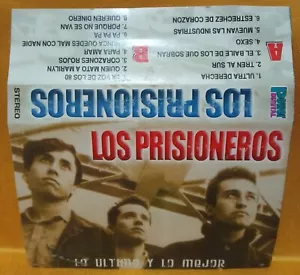 LOS PRISIONEROS
LO ULTIMO Y LO MEJOR
Power
DIGITAL
LOS PRISIONEROS
STEREO
A
1. ULTRA DERECHA
2. TREN AL SUR
3. EL BAILE DE LOS QUE SOBRAN
4. SEXO
5. MUEVAN LAS INDUSTRIAS
6. ESTRECHEZ DE CORAZON
B
1. LA VOZ DE LOS 80
2. QUIEN MATO A MARILYN
3. CORAZONES ROJOS
4. PARA AMAR
5. NUNCA QUEDES MAL CON NADIE
6. PA PA PA
7. PORQUE SE VAN
8. QUIEREN DINERO